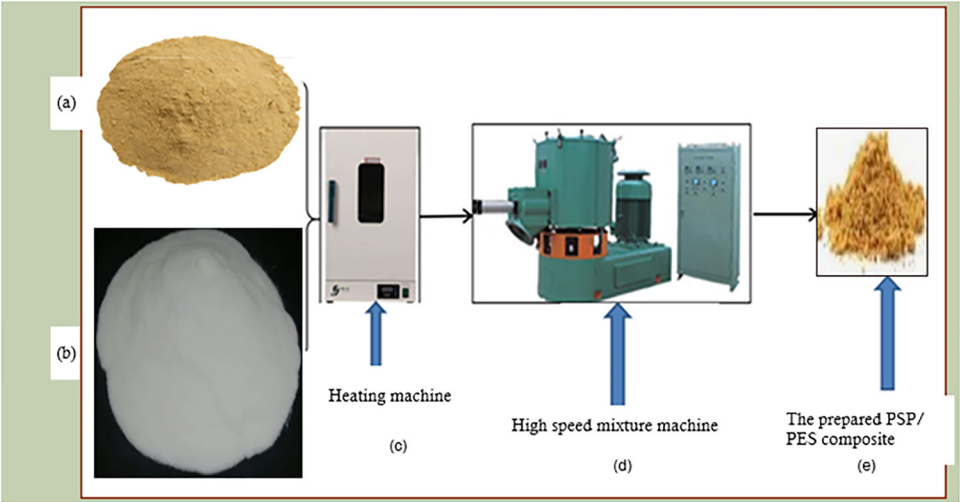 (a)
(b)
Heating machine
(c)
High speed mixture machine
(d)
The prepared PSP/
PES composite
(e)